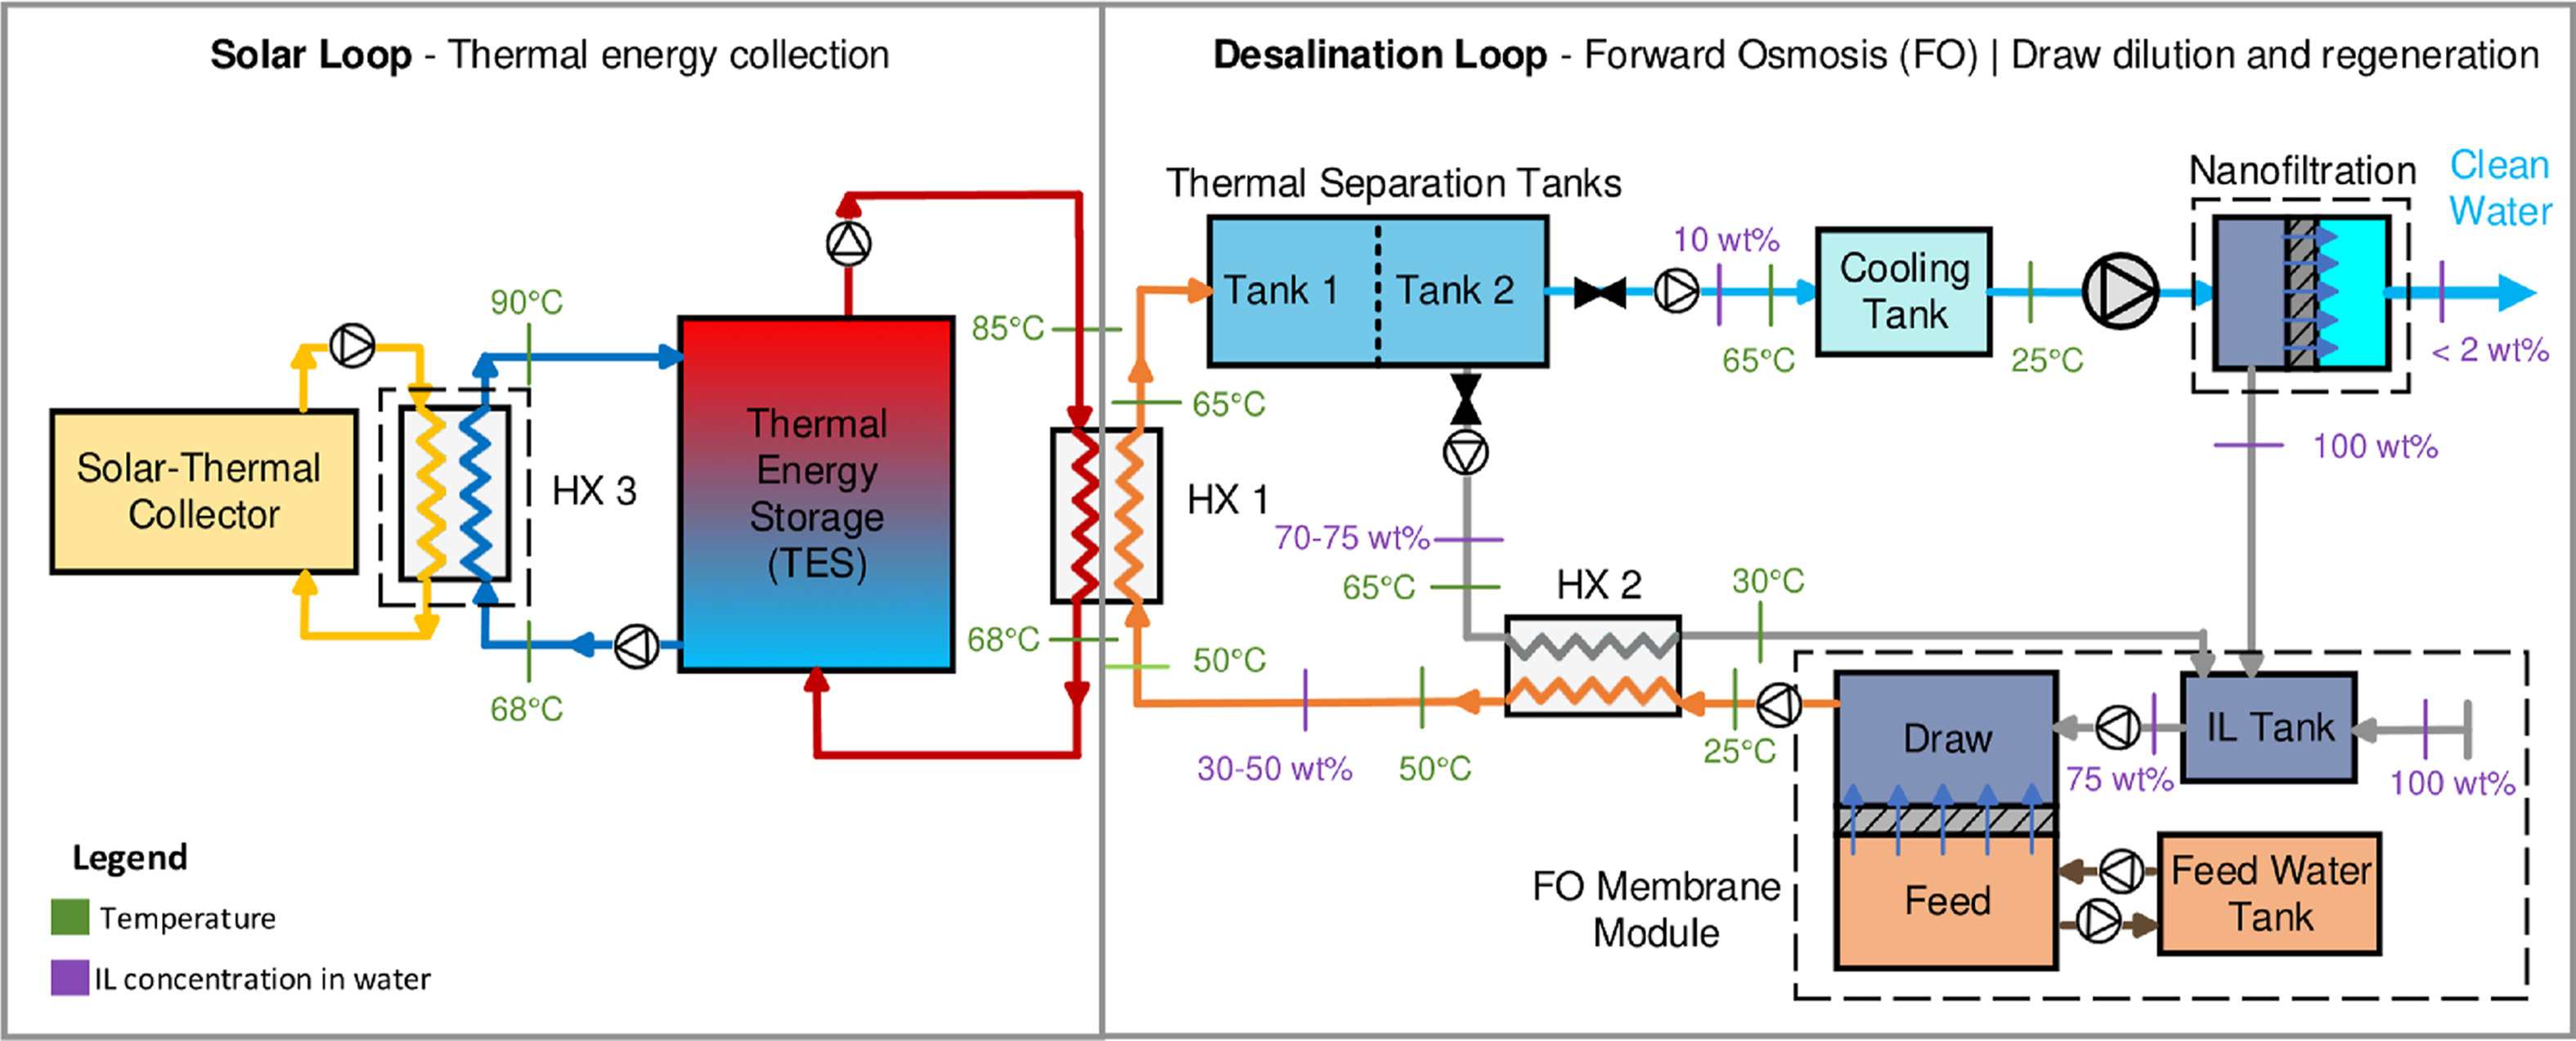 Solar Loop - Thermal energy collection
Desalination Loop - Forward Osmosis (FO) | Draw dilution and regeneration
Solar-Thermal
Collector
HX 3
90°C
68°C
Thermal
Energy
Storage
(TES)
85°C
68°C
HX 1
65°C
50°C
Thermal Separation Tanks
Tank 1
Tank 2
10 wt%
65°C
Cooling
Tank
25°C
Nanofiltration
Clean
Water
< 2 wt%
100 wt%
70-75 wt%
65°C
HX 2
30°C
30-50 wt%
50°C
25°C
Draw
Feed
75 wt%
IL Tank
100 wt%
Feed Water
Tank
FO Membrane
Module
Legend
Temperature
IL concentration in water